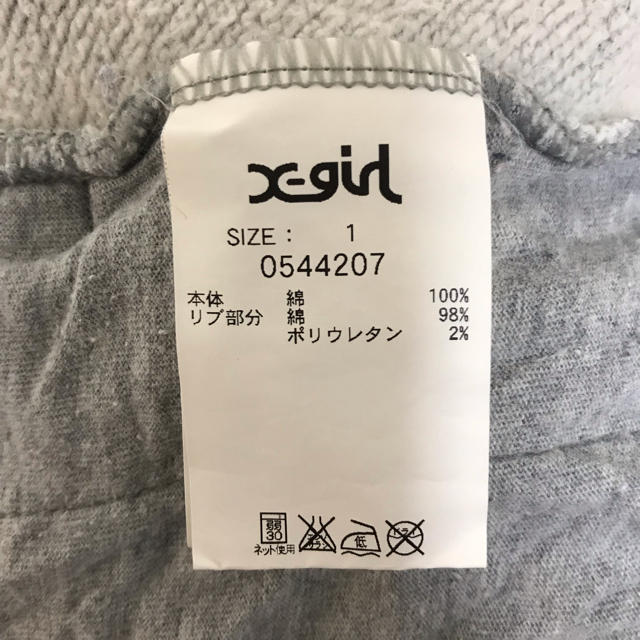 X-girl
SIZE : 1
0544207
本体 綿 100%
リブ部分 綿 98%
ポリウレタン 2%
弱
30
低
ネット使用